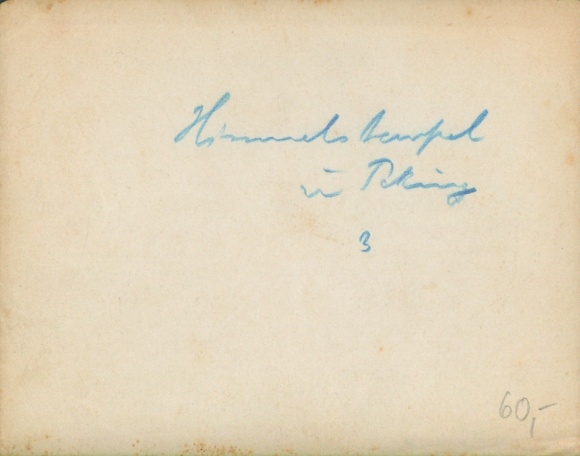 Himmelstempel
in Peking
3
60,-